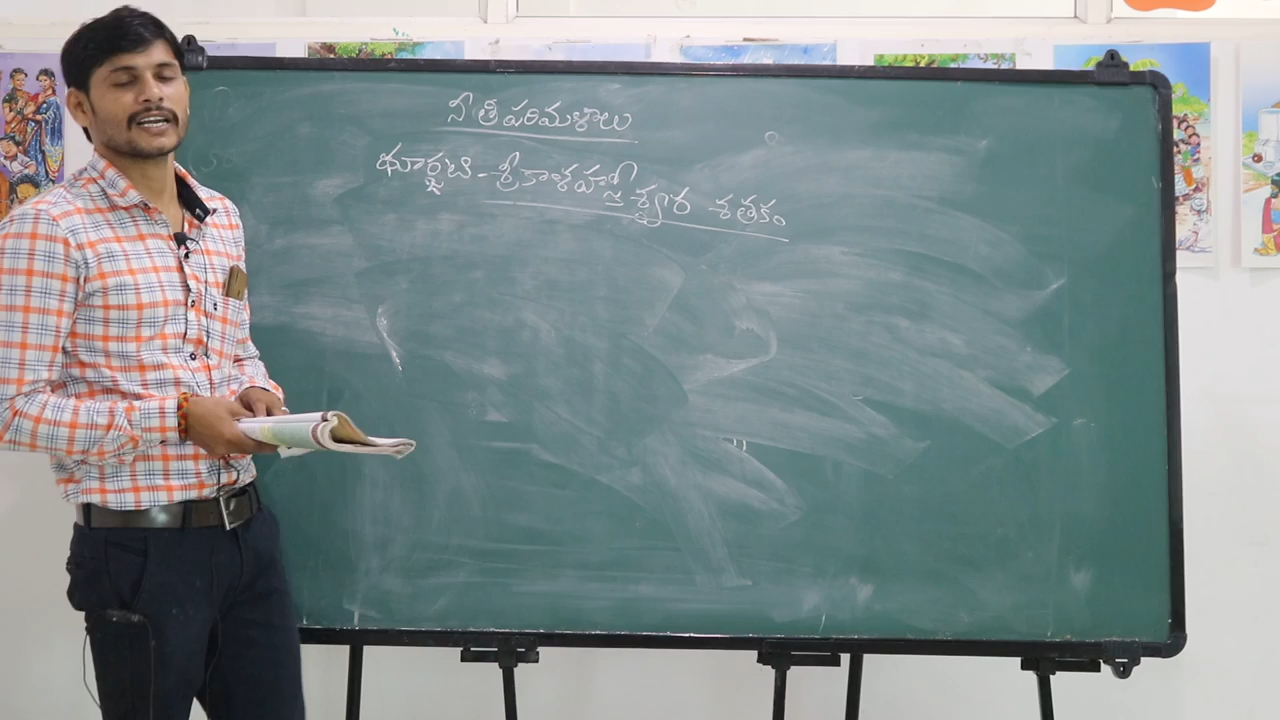 నీతి పరిమళాలు
ధూర్జటి - శ్రీకాళహస్తీశ్వర శతకం